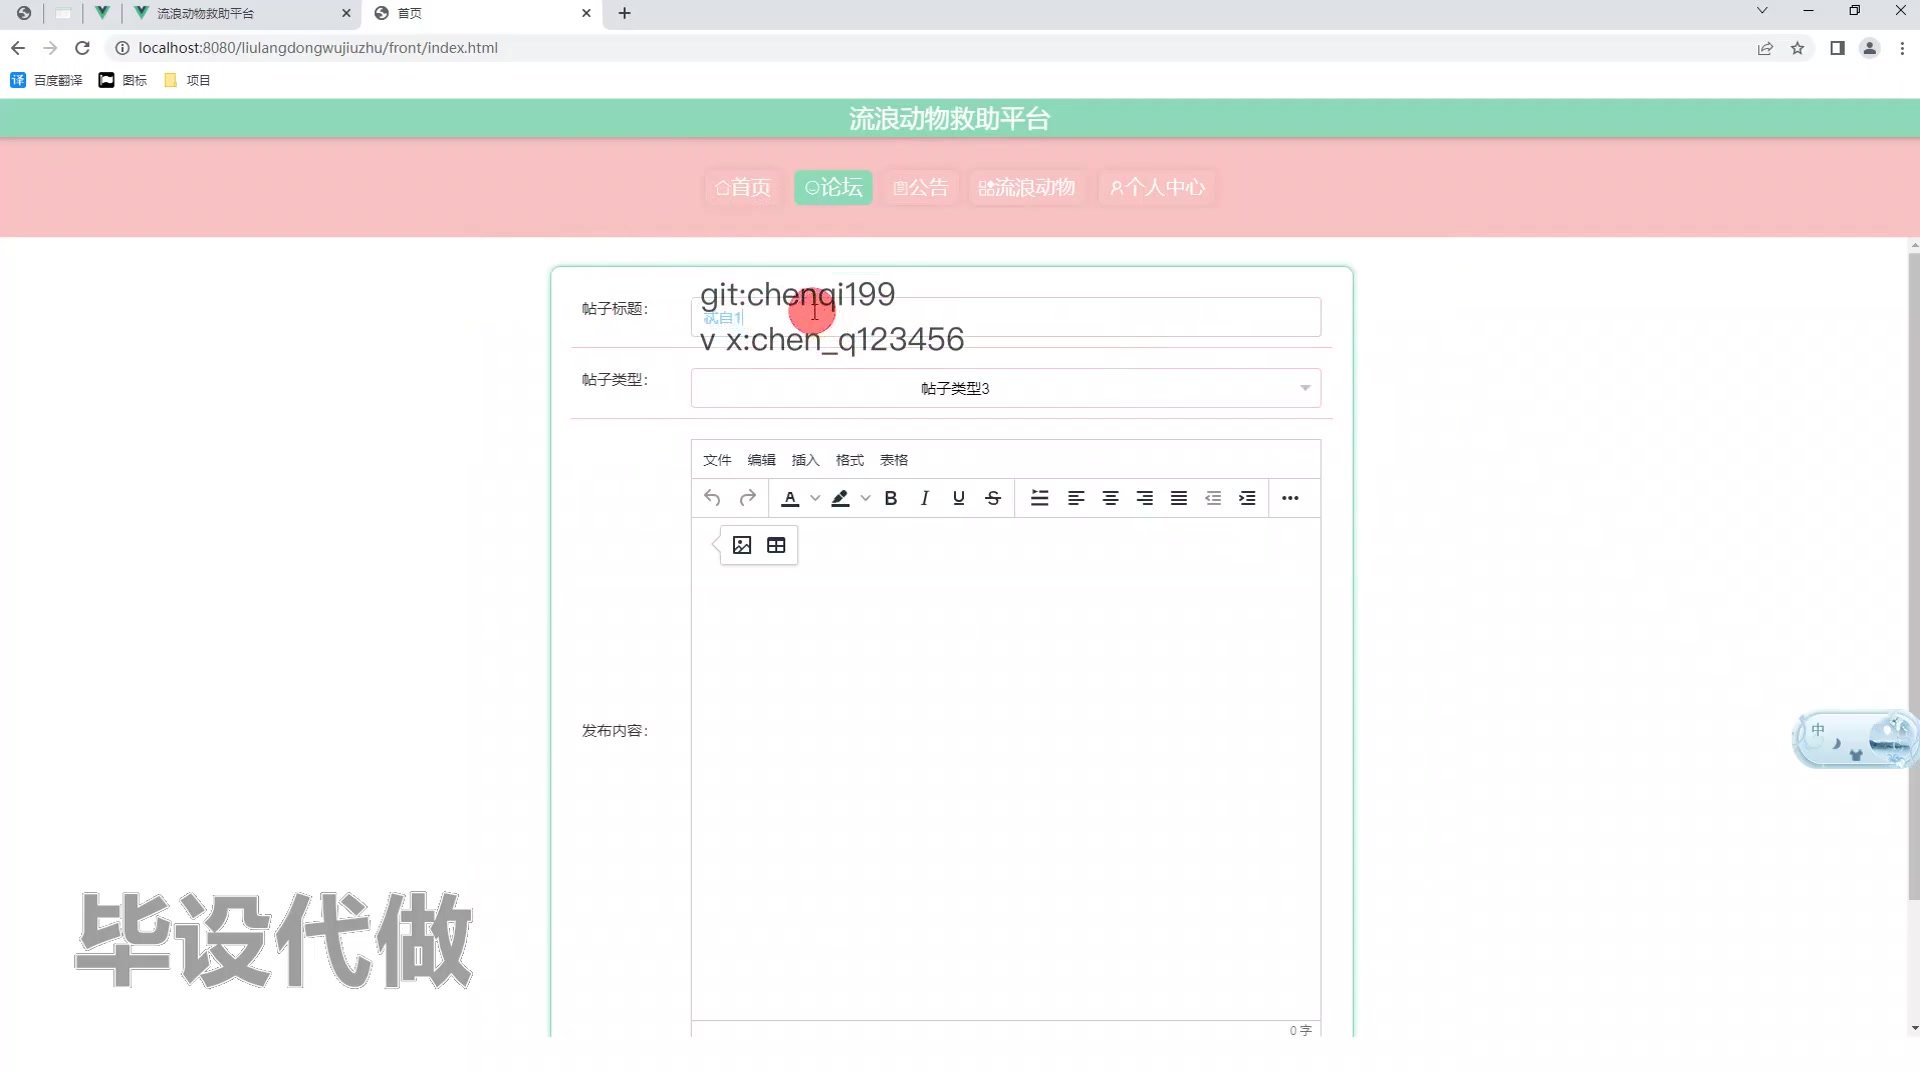 流浪动物救助平台
首页
localhost:8080/liulangdongwujiuzhu/front/index.html
译 百度翻译 图标 项目
流浪动物救助平台
首页 论坛 公告 流浪动物 个人中心
git:chenqi199
帖子标题：
v x:chen_q123456
帖子类型： 帖子类型3
文件 编辑 插入 格式 表格
A B I U S
发布内容：
中
毕设代做
0 字